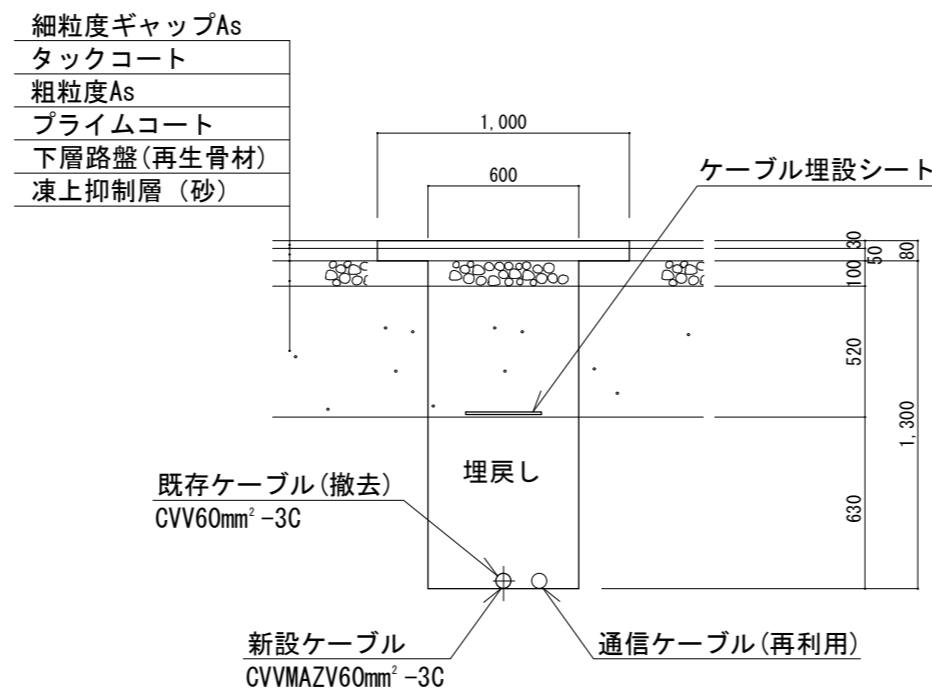 細粒度ギャップAs
タックコート
粗粒度As
プライムコート
下層路盤(再生骨材)
凍上抑制層（砂）
1,000
600
ケーブル埋設シート
30
50
80
100
520
1,300
630
埋戻し
既存ケーブル(撤去)
CVV60mm²-3C
新設ケーブル
CVVMAZV60mm²-3C
通信ケーブル(再利用)